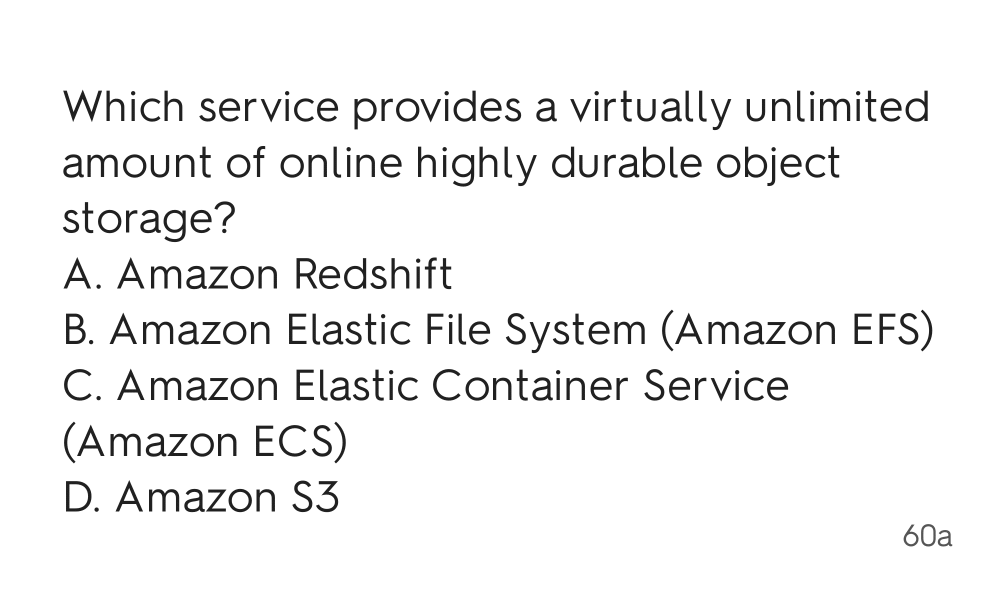 Which service provides a virtually unlimited
amount of online highly durable object
storage?
A. Amazon Redshift
B. Amazon Elastic File System (Amazon EFS)
C. Amazon Elastic Container Service
(Amazon ECS)
D. Amazon S3
60a